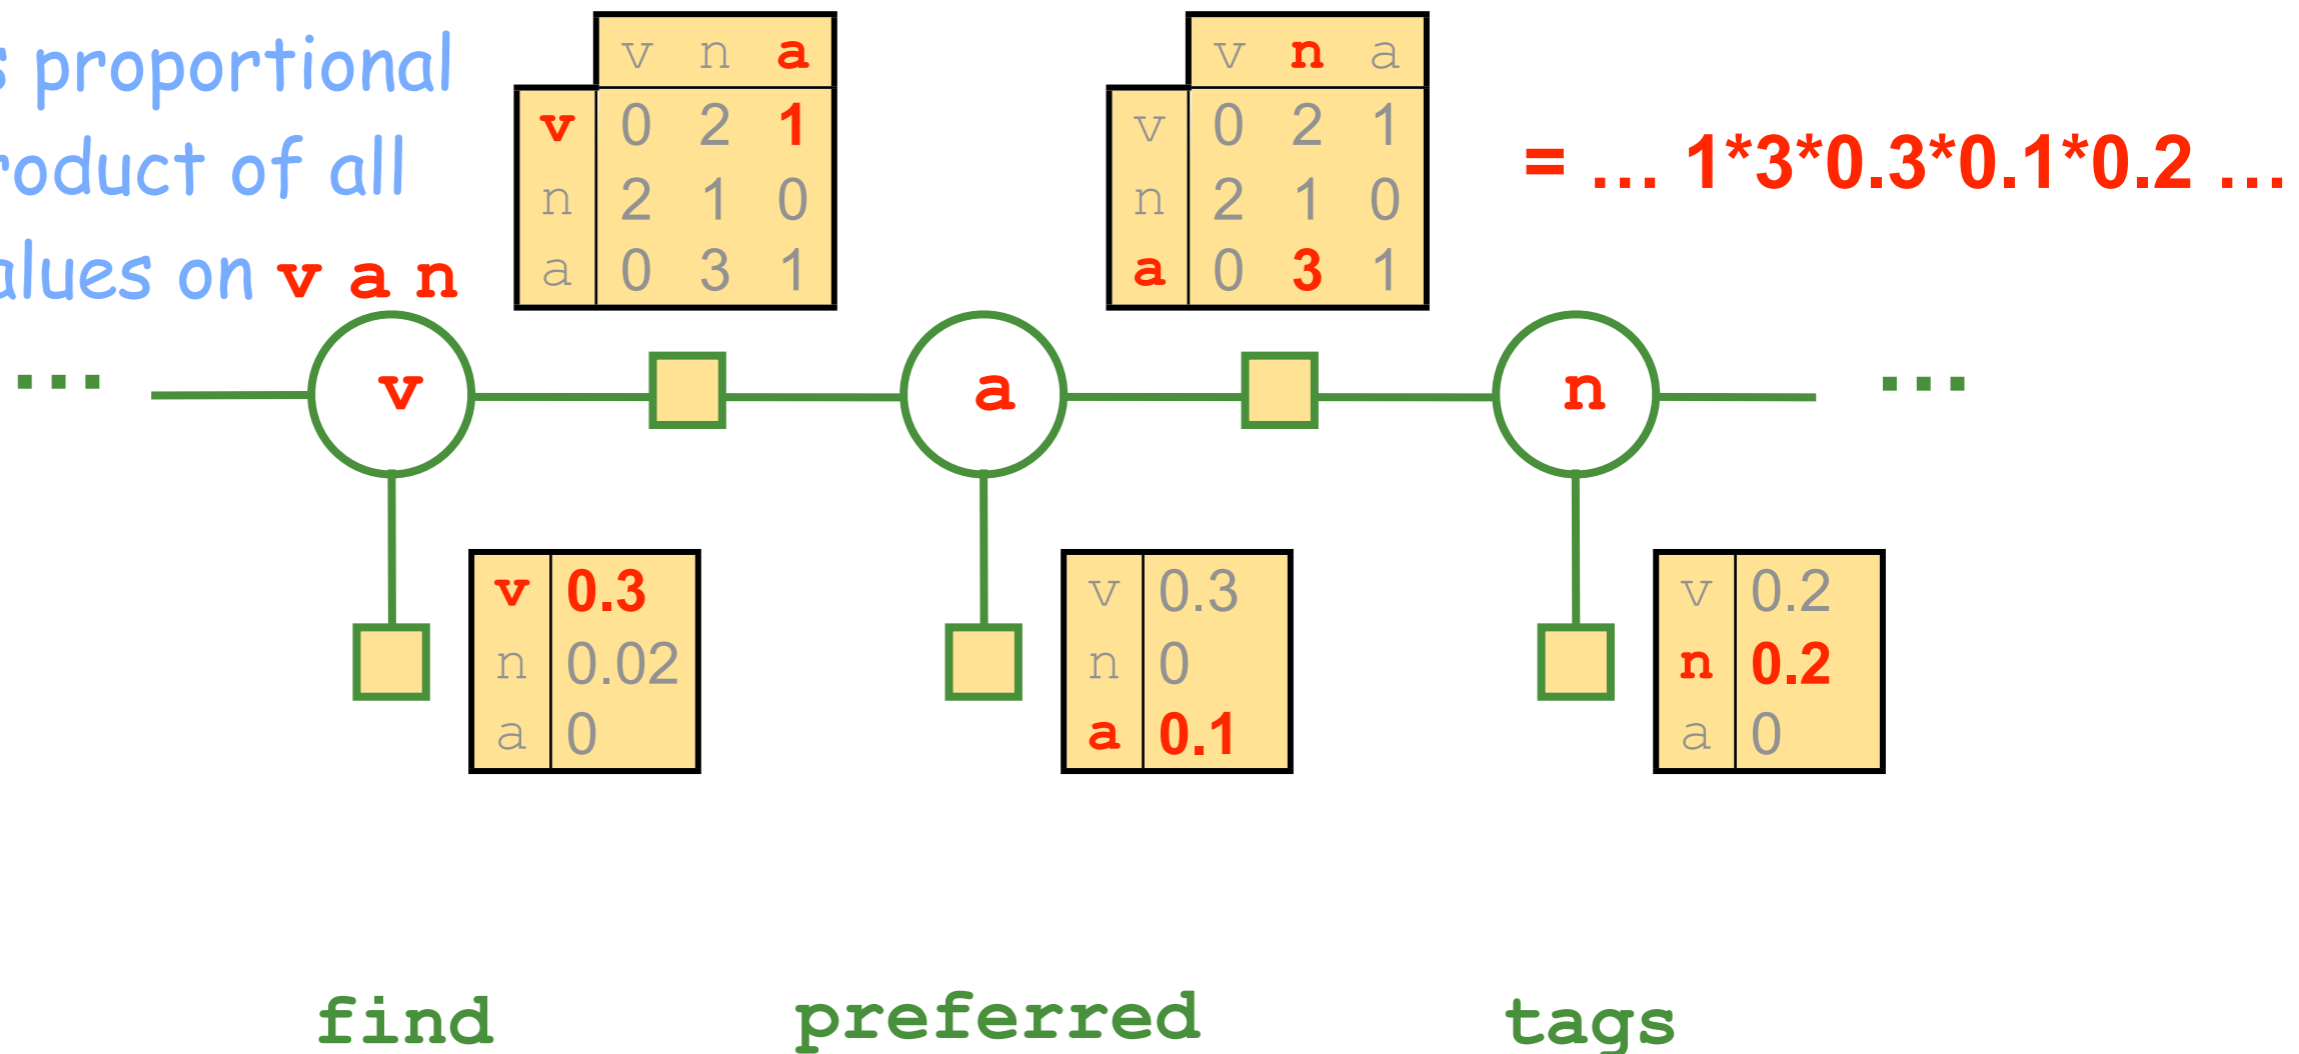 s proportional
roduct of all
alues on v a n
v n a
v 0 2 1
n 2 1 0
a 0 3 1
v n a
v 0 2 1
n 2 1 0
a 0 3 1
= … 1*3*0.3*0.1*0.2 …
… v a n …
v 0.3
n 0.02
a 0
v 0.3
n 0
a 0.1
v 0.2
n 0.2
a 0
find preferred tags